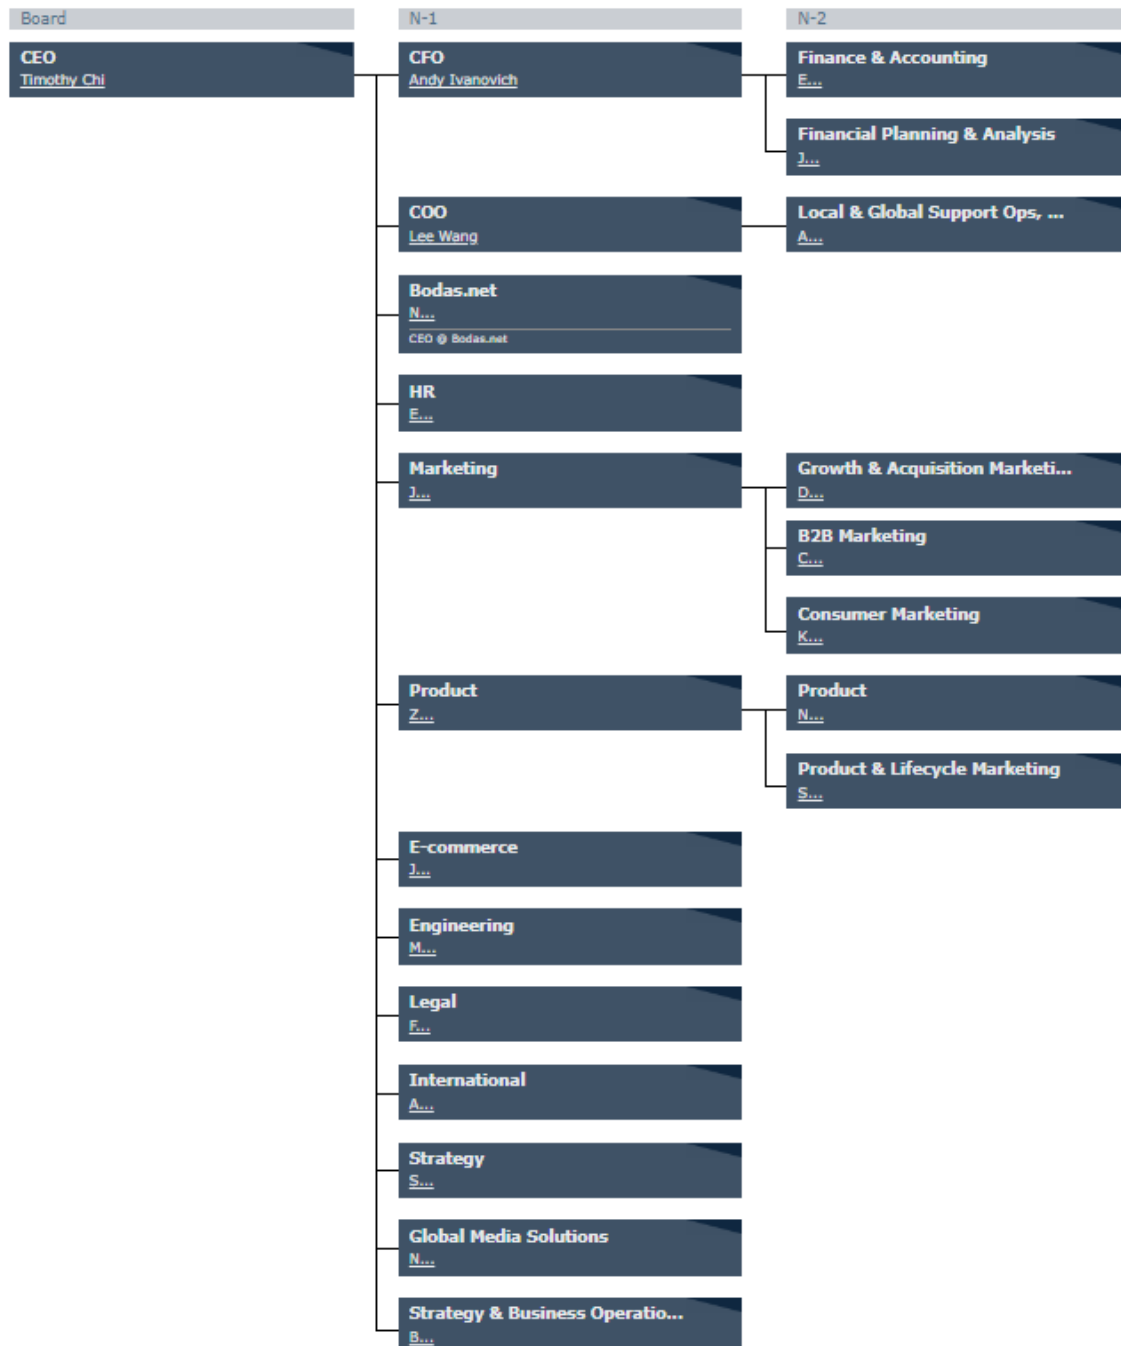 Board
N-1
N-2
CEO
Timothy Chi
CFO
Andy Ivanovich
Finance & Accounting
E...
Financial Planning & Analysis
J...
COO
Lee Wang
Local & Global Support Ops, ...
A...
Bodas.net
N...
CEO @ Bodas.net
HR
E...
Marketing
J...
Growth & Acquisition Marketi...
D...
B2B Marketing
C...
Consumer Marketing
K...
Product
Z...
Product
N...
Product & Lifecycle Marketing
S...
E-commerce
J...
Engineering
M...
Legal
F...
International
A...
Strategy
S...
Global Media Solutions
N...
Strategy & Business Operatio...
B...